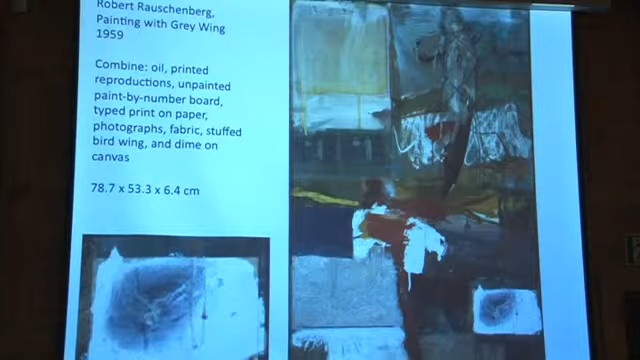 Robert Rauschenberg,
Painting with Grey Wing
1959
Combine: oil, printed
reproductions, unpainted
paint-by-number board,
typed print on paper,
photographs, fabric, stuffed
bird wing, and dime on
canvas
78.7 x 53.3 x 6.4 cm